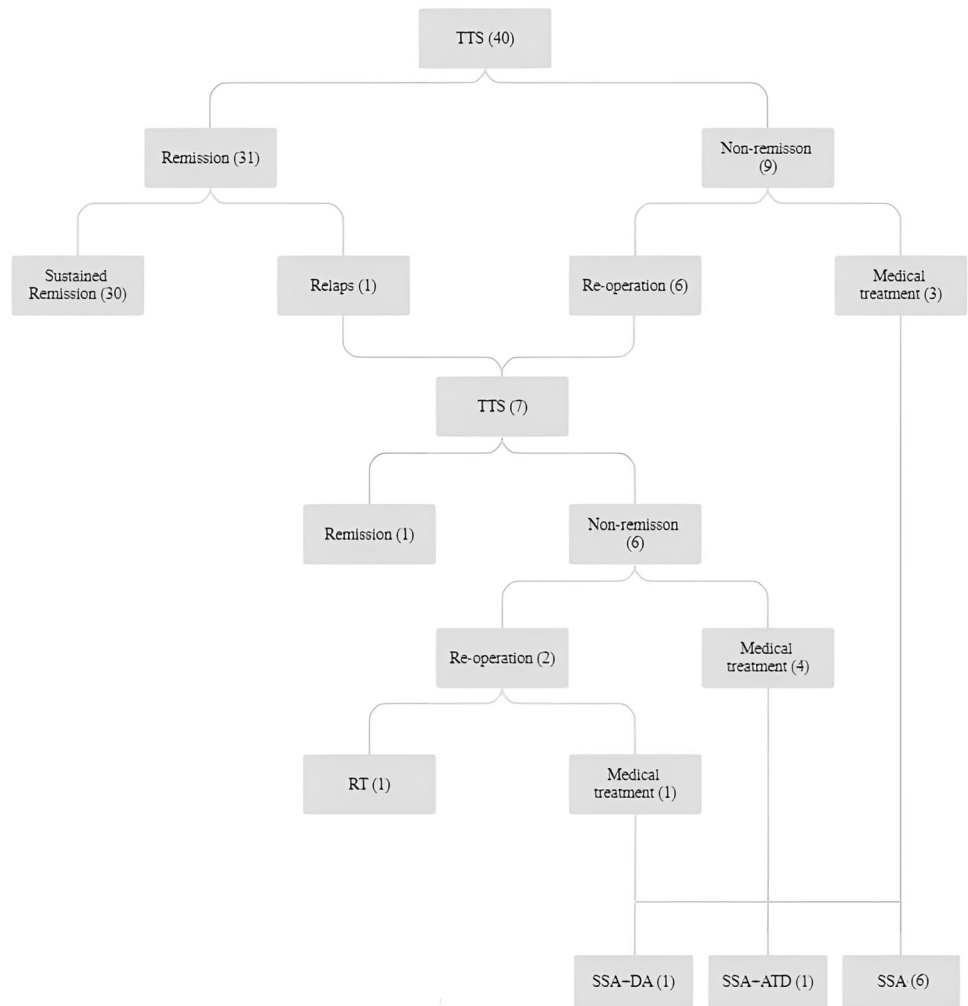 TTS (40)
Remission (31)
Non-remisson
(9)
Sustained
Remission (30)
Relaps (1)
Re-operation (6)
Medical
treatment (3)
TTS (7)
Remission (1)
Non-remisson
(6)
Re-operation (2)
Medical
treatment (4)
RT (1)
Medical
treatment (1)
SSA+DA (1)
SSA+ATD (1)
SSA (6)